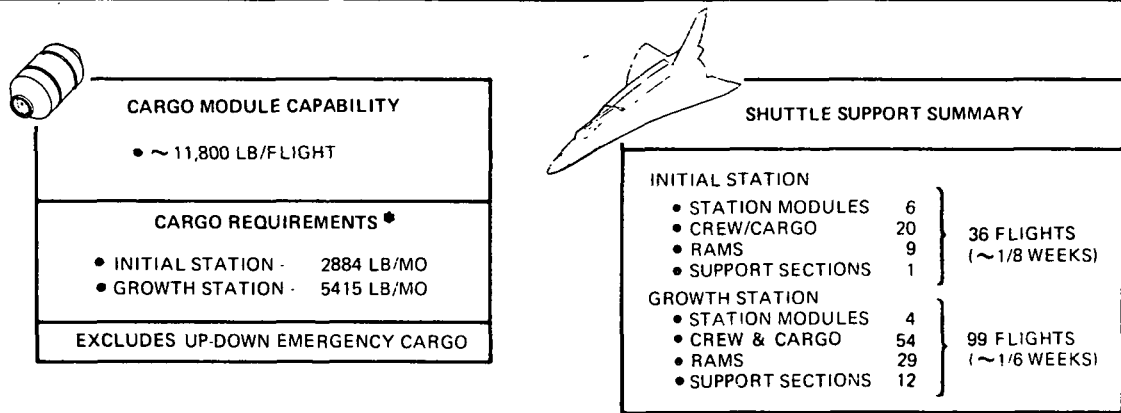 CARGO MODULE CAPABILITY
• ~ 11,800 LB/FLIGHT
CARGO REQUIREMENTS *
• INITIAL STATION - 2884 LB/MO
• GROWTH STATION - 5415 LB/MO
EXCLUDES UP-DOWN EMERGENCY CARGO
SHUTTLE SUPPORT SUMMARY
INITIAL STATION
• STATION MODULES 6
• CREW/CARGO 20
• RAMS 9
• SUPPORT SECTIONS 1
36 FLIGHTS
(~1/8 WEEKS)
GROWTH STATION
• STATION MODULES 4
• CREW & CARGO 54
• RAMS 29
• SUPPORT SECTIONS 12
99 FLIGHTS
(~1/6 WEEKS)